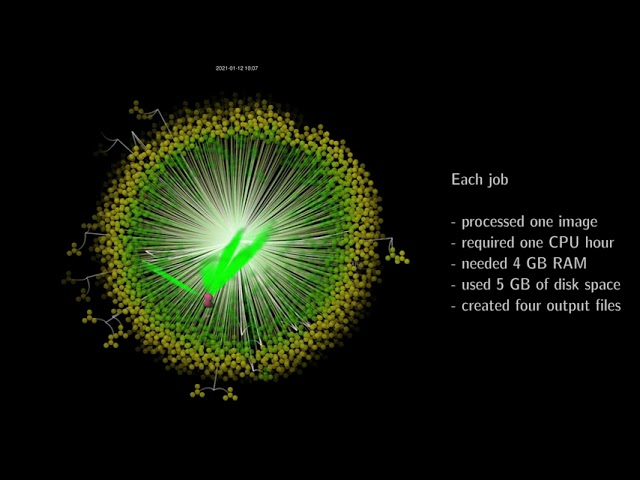 2021-01-12 10:07
Each job
- processed one image
- required one CPU hour
- needed 4 GB RAM
- used 5 GB of disk space
- created four output files